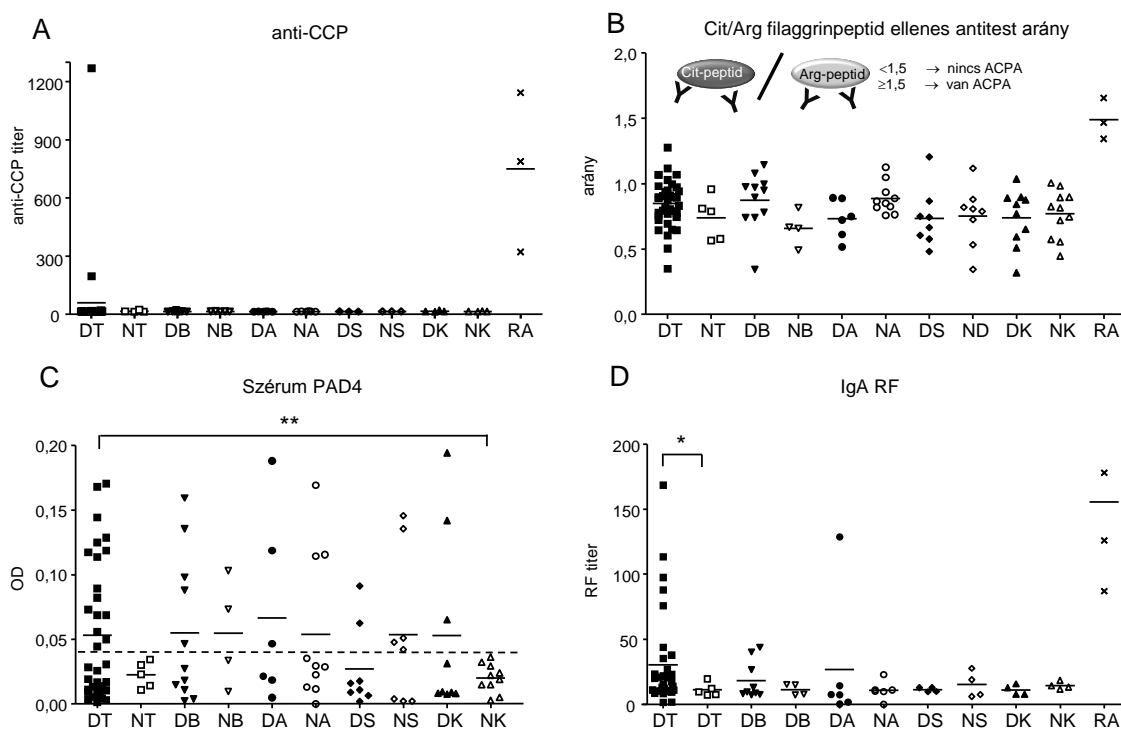 A
anti-CCP
anti-CCP titer
1200
900
600
300
0
DT NT DB NB DA NA DS NS DK NK RA
B
Cit/Arg filaggrinpeptid ellenes antitest arány
arány
2,0
1,5
1,0
0,5
0,0
Cit-peptid
Arg-peptid
<1,5 → nincs ACPA
≥1,5 → van ACPA
DT NT DB NB DA NA DS ND DK NK RA
C
Szérum PAD4
**
OD
0,20
0,15
0,10
0,05
0,00
DT NT DB NB DA NA DS NS DK NK
D
IgA RF
*
RF titer
200
150
100
50
0
DT DT DB DB DA NA DS NS DK NK RA